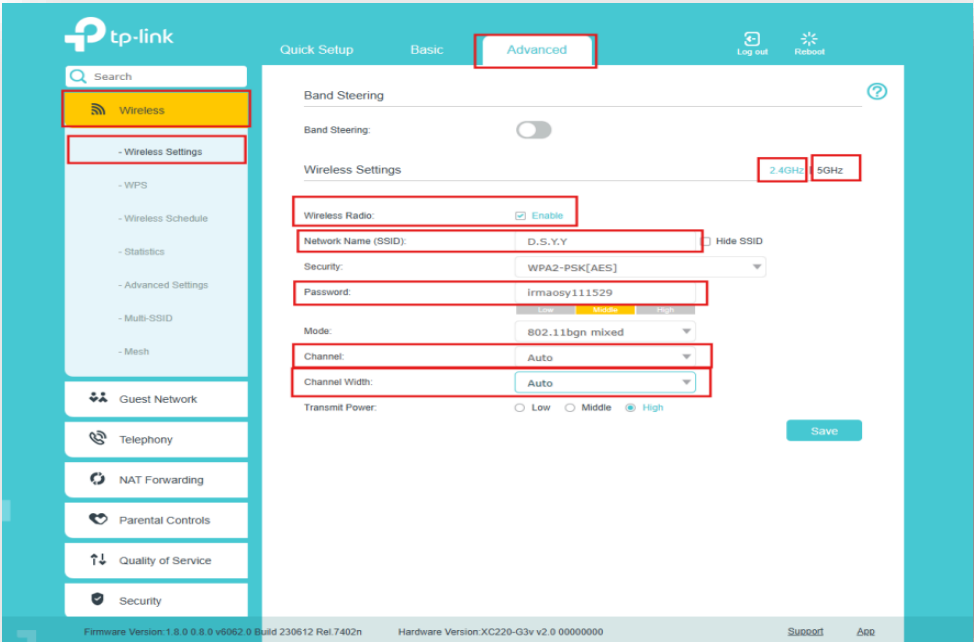 tp-link
Quick Setup Basic Advanced Log out Reboot
Search
Wireless
- Wireless Settings
- WPS
- Wireless Schedule
- Statistics
- Advanced Settings
- Multi-SSID
- Mesh
Guest Network
Telephony
NAT Forwarding
Parental Controls
Quality of Service
Security
Band Steering
Band Steering:
Wireless Settings 2.4GHz 5GHz
Wireless Radio: Enable
Network Name (SSID): D.S.Y.Y Hide SSID
Security: WPA2-PSK[AES]
Password: irmaosy111529
Low Middle High
Mode: 802.11bgn mixed
Channel: Auto
Channel Width: Auto
Transmit Power: Low Middle High
Save
Firmware Version:1.8.0 0.8.0 v6062.0 Build 230612 Rel.7402n Hardware Version:XC220-G3v v2.0 00000000 Support App